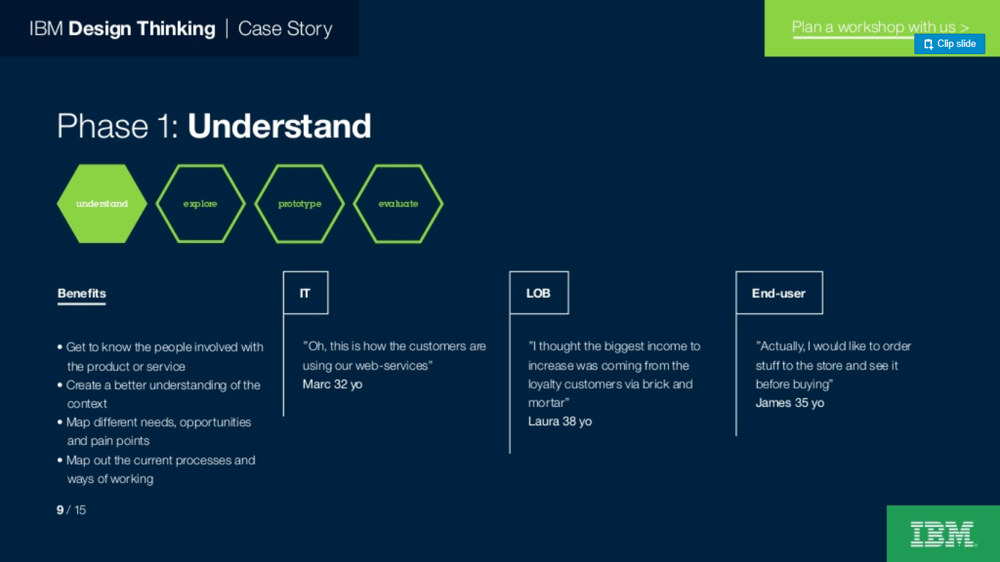 IBM Design Thinking | Case Story
Plan a workshop with us >
Clip slide
Phase 1: Understand
understand
explore
prototype
evaluate
Benefits
• Get to know the people involved with
the product or service
• Create a better understanding of the
context
• Map different needs, opportunities
and pain points
• Map out the current processes and
ways of working
IT
”Oh, this is how the customers are
using our web-services”
Marc 32 yo
LOB
”I thought the biggest income to
increase was coming from the
loyalty customers via brick and
mortar”
Laura 38 yo
End-user
”Actually, I would like to order
stuff to the store and see it
before buying”
James 35 yo
9 / 15
IBM®